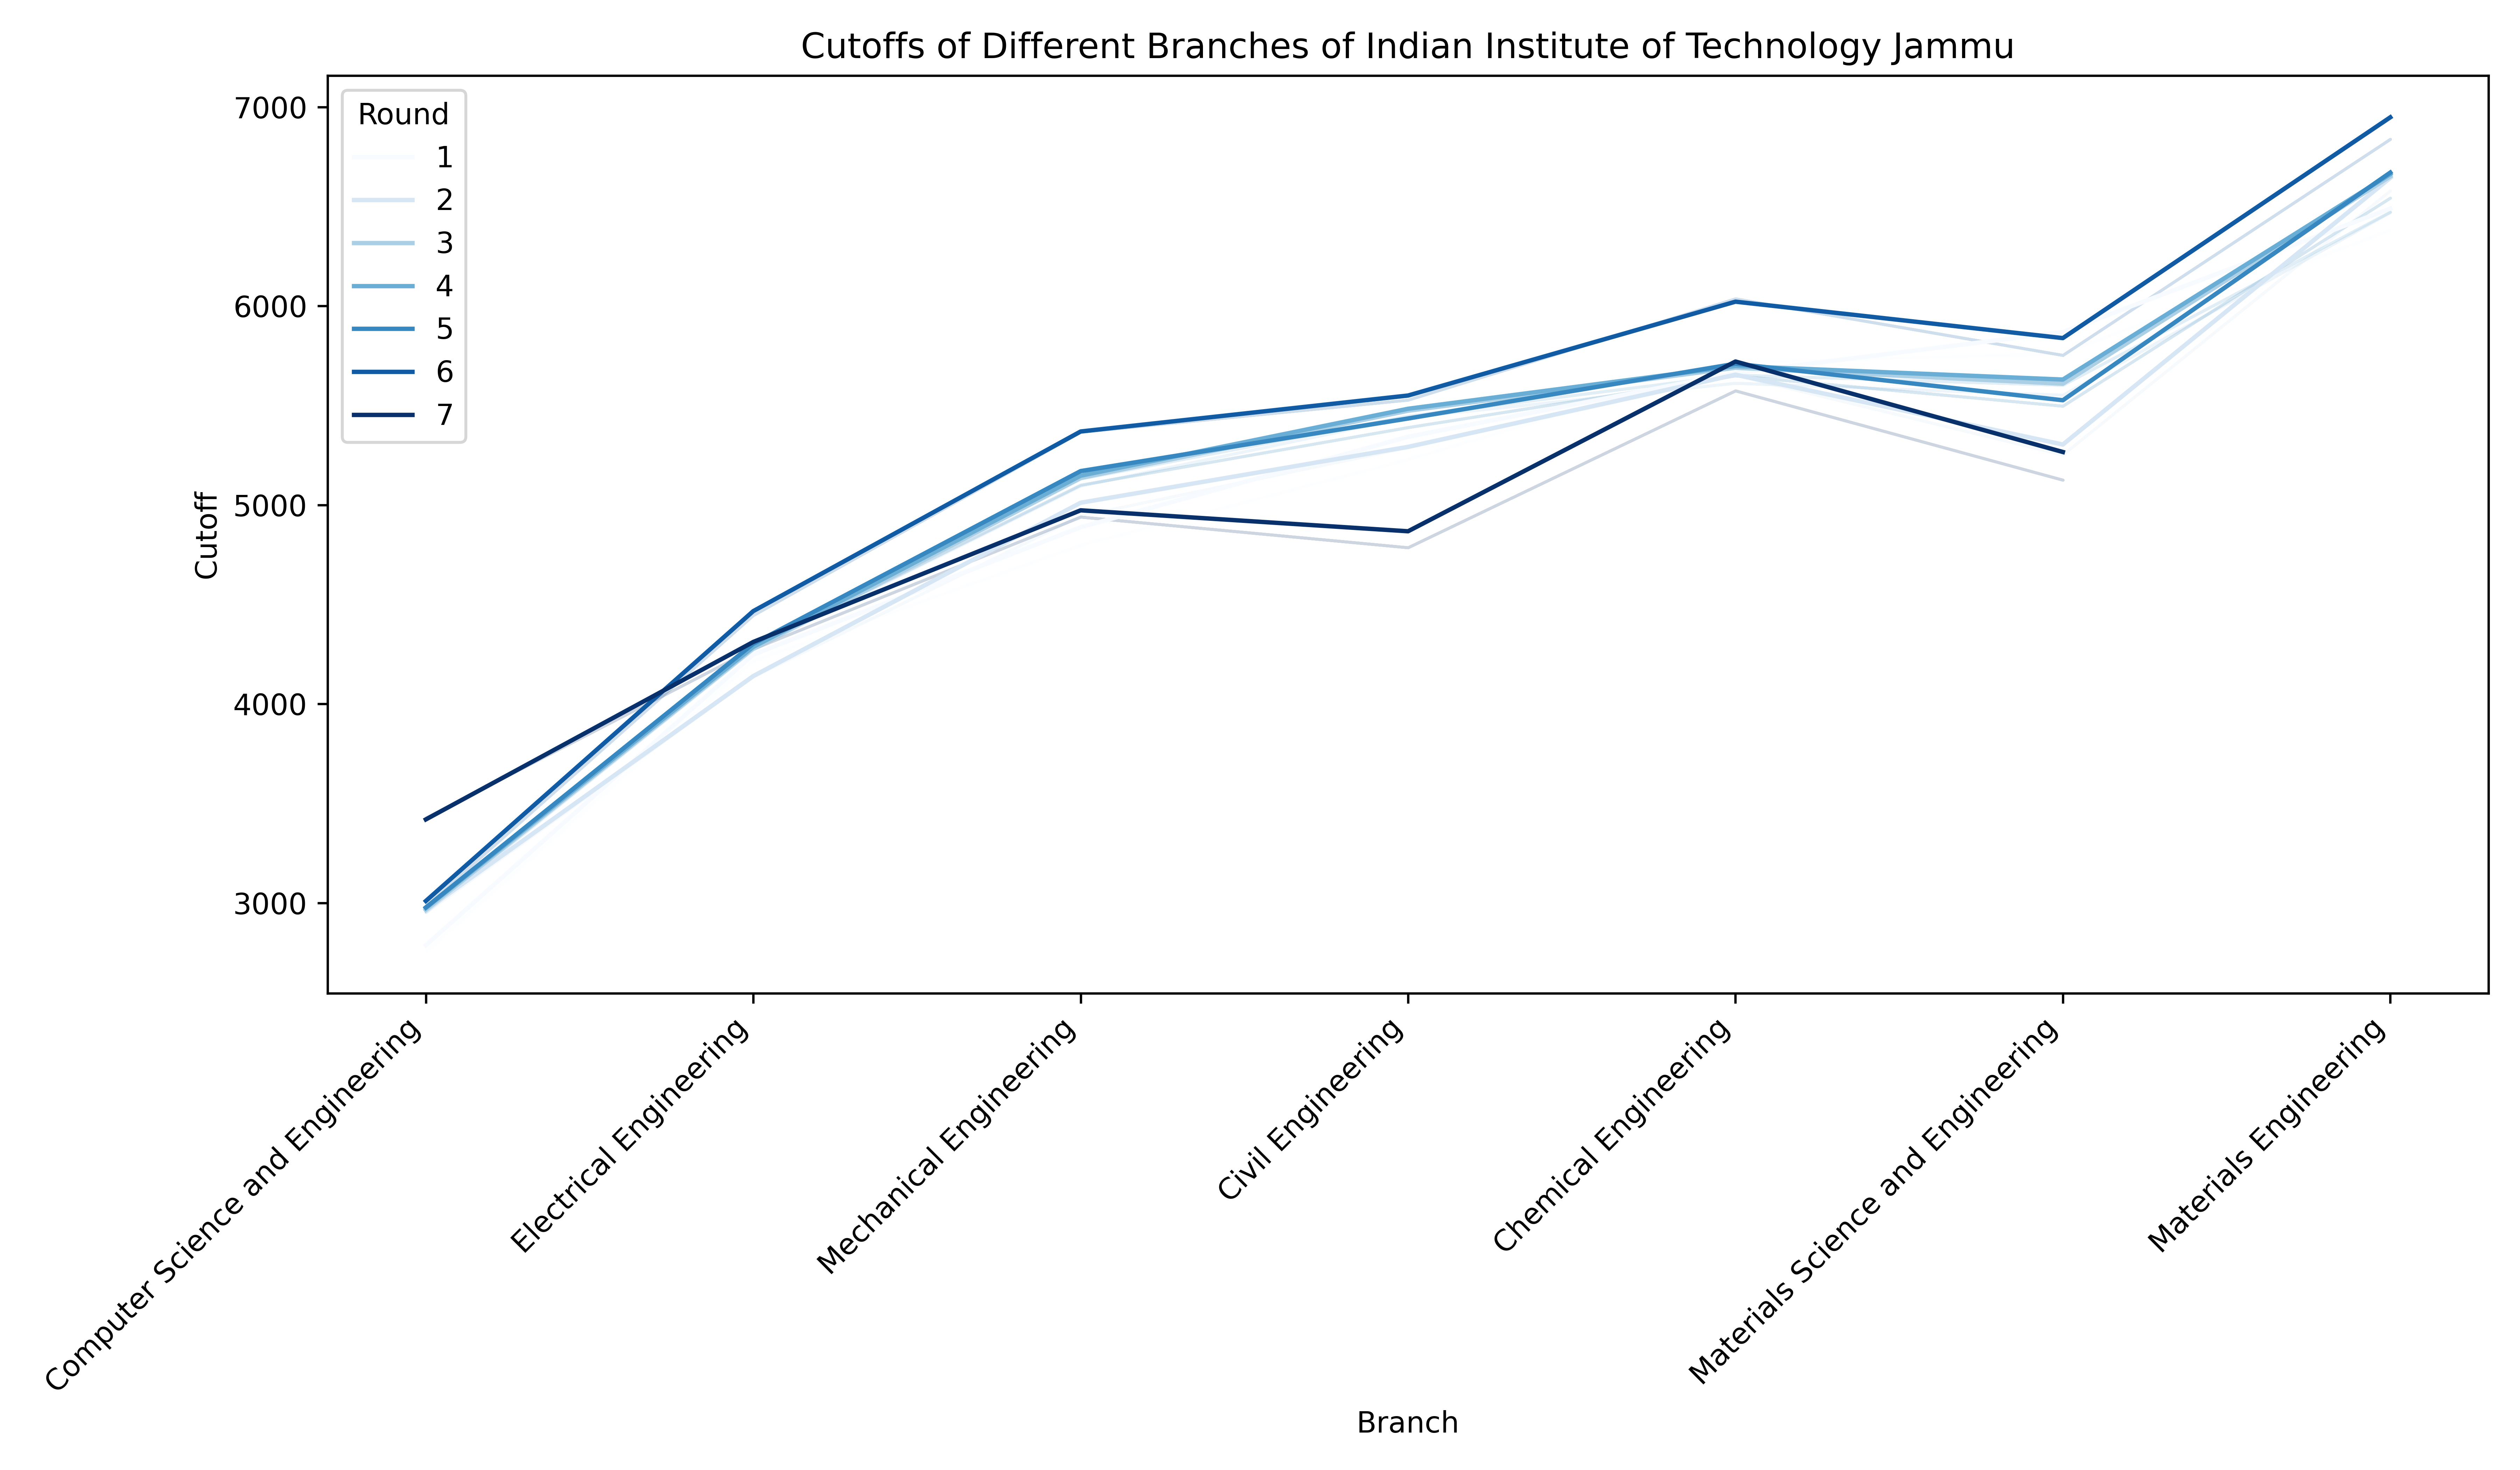 Cutoffs of Different Branches of Indian Institute of Technology Jammu
7000
6000
5000
4000
3000
Cutoff
Round
1
2
3
4
5
6
7
Computer Science and Engineering
Electrical Engineering
Mechanical Engineering
Civil Engineering
Chemical Engineering
Materials Science and Engineering
Materials Engineering
Branch